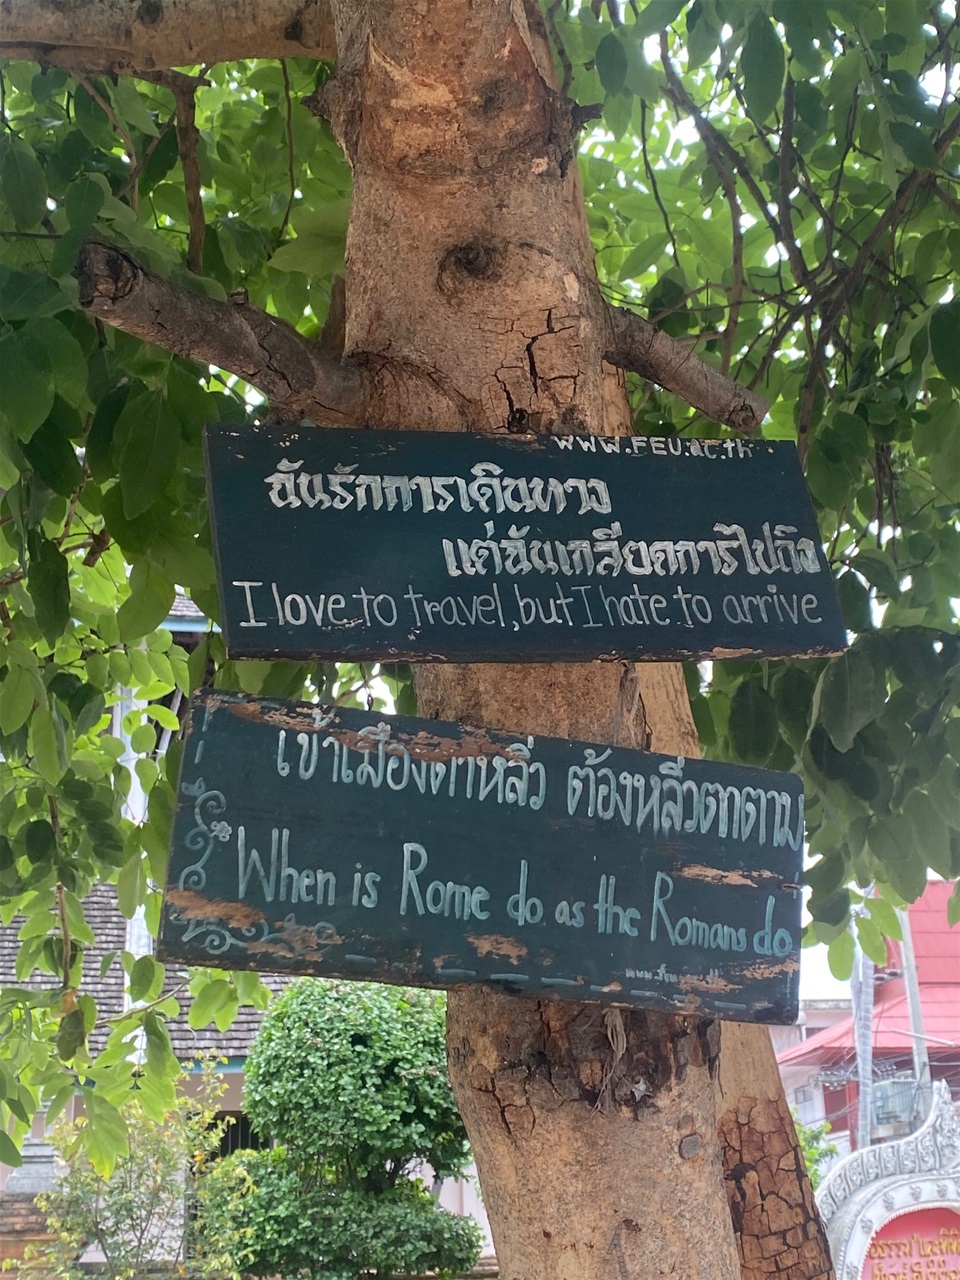 www.FEU.ac.th
ฉันรักการเดินทาง
แต่ฉันเกลียดการไปถึง
I love to travel, but I hate to arrive
เข้าเมืองตาหลิ่ว ต้องหลิ่วตาตาม
When is Rome do as the Romans do